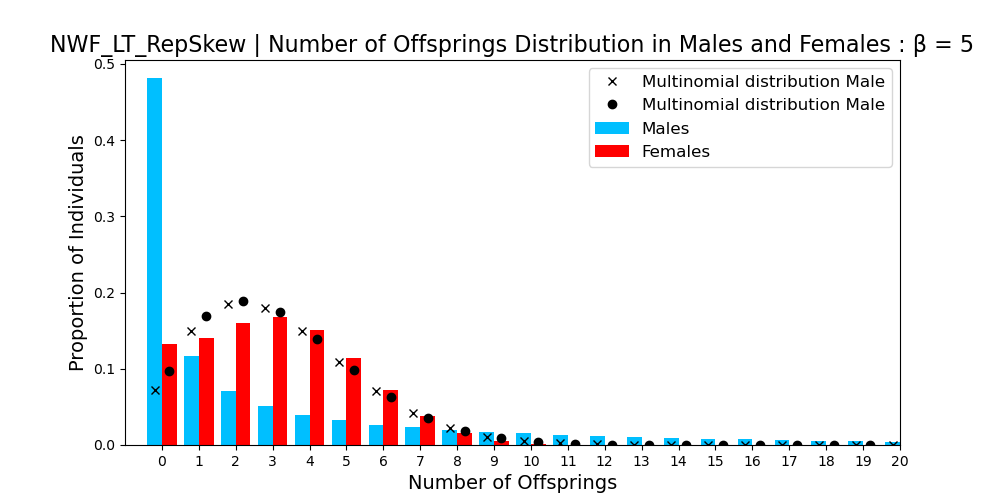 NWF_LT_RepSkew | Number of Offsprings Distribution in Males and Females : β = 5
Multinomial distribution Male
Multinomial distribution Male
Males
Females
Proportion of Individuals
0.5
0.4
0.3
0.2
0.1
0.0
0 1 2 3 4 5 6 7 8 9 10 11 12 13 14 15 16 17 18 19 20
Number of Offsprings